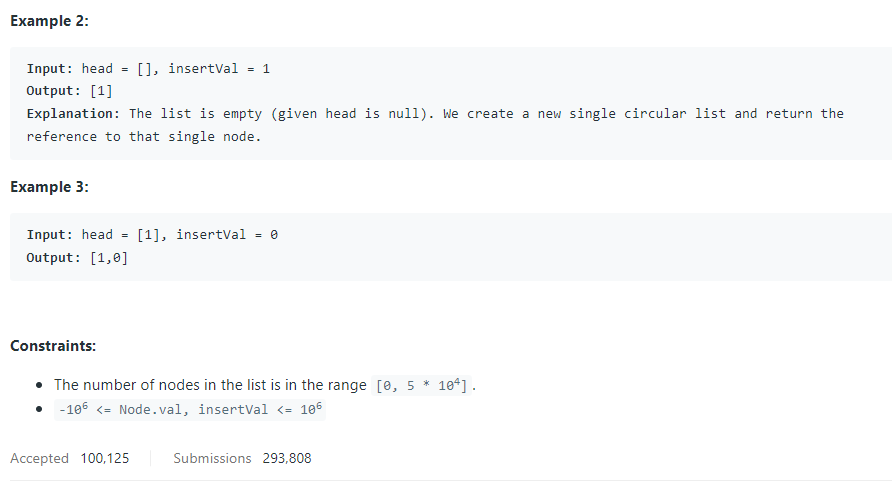 Example 2:
Input: head = [], insertVal = 1
Output: [1]
Explanation: The list is empty (given head is null). We create a new single circular list and return the
reference to that single node.
Example 3:
Input: head = [1], insertVal = 0
Output: [1,0]
Constraints:
• The number of nodes in the list is in the range [0, 5 * 10⁴].
• -10⁶ <= Node.val, insertVal <= 10⁶
Accepted 100,125 Submissions 293,808